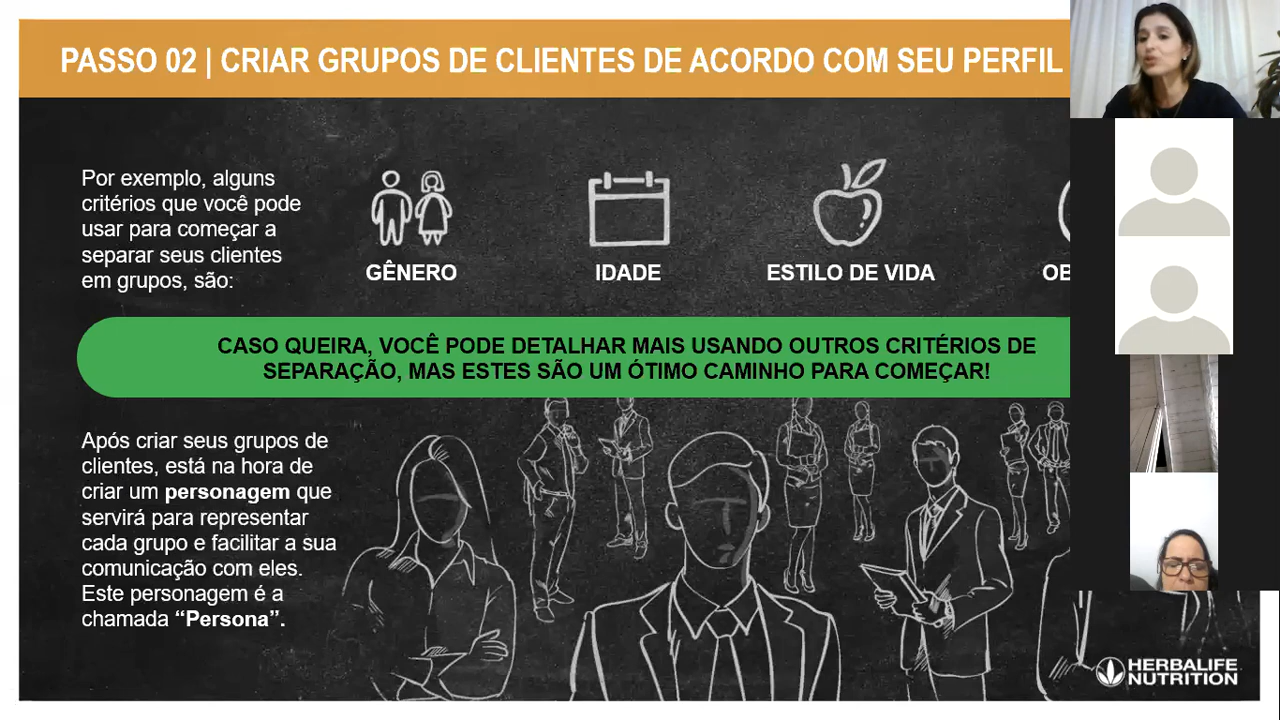 PASSO 02 | CRIAR GRUPOS DE CLIENTES DE ACORDO COM SEU PERFIL
Por exemplo, alguns
critérios que você pode
usar para começar a
separar seus clientes
em grupos, são:
GÊNERO
IDADE
ESTILO DE VIDA
OB
CASO QUEIRA, VOCÊ PODE DETALHAR MAIS USANDO OUTROS CRITÉRIOS DE
SEPARAÇÃO, MAS ESTES SÃO UM ÓTIMO CAMINHO PARA COMEÇAR!
Após criar seus grupos de
clientes, está na hora de
criar um personagem que
servirá para representar
cada grupo e facilitar a sua
comunicação com eles.
Este personagem é a
chamada “Persona”.
HERBALIFE
NUTRITION